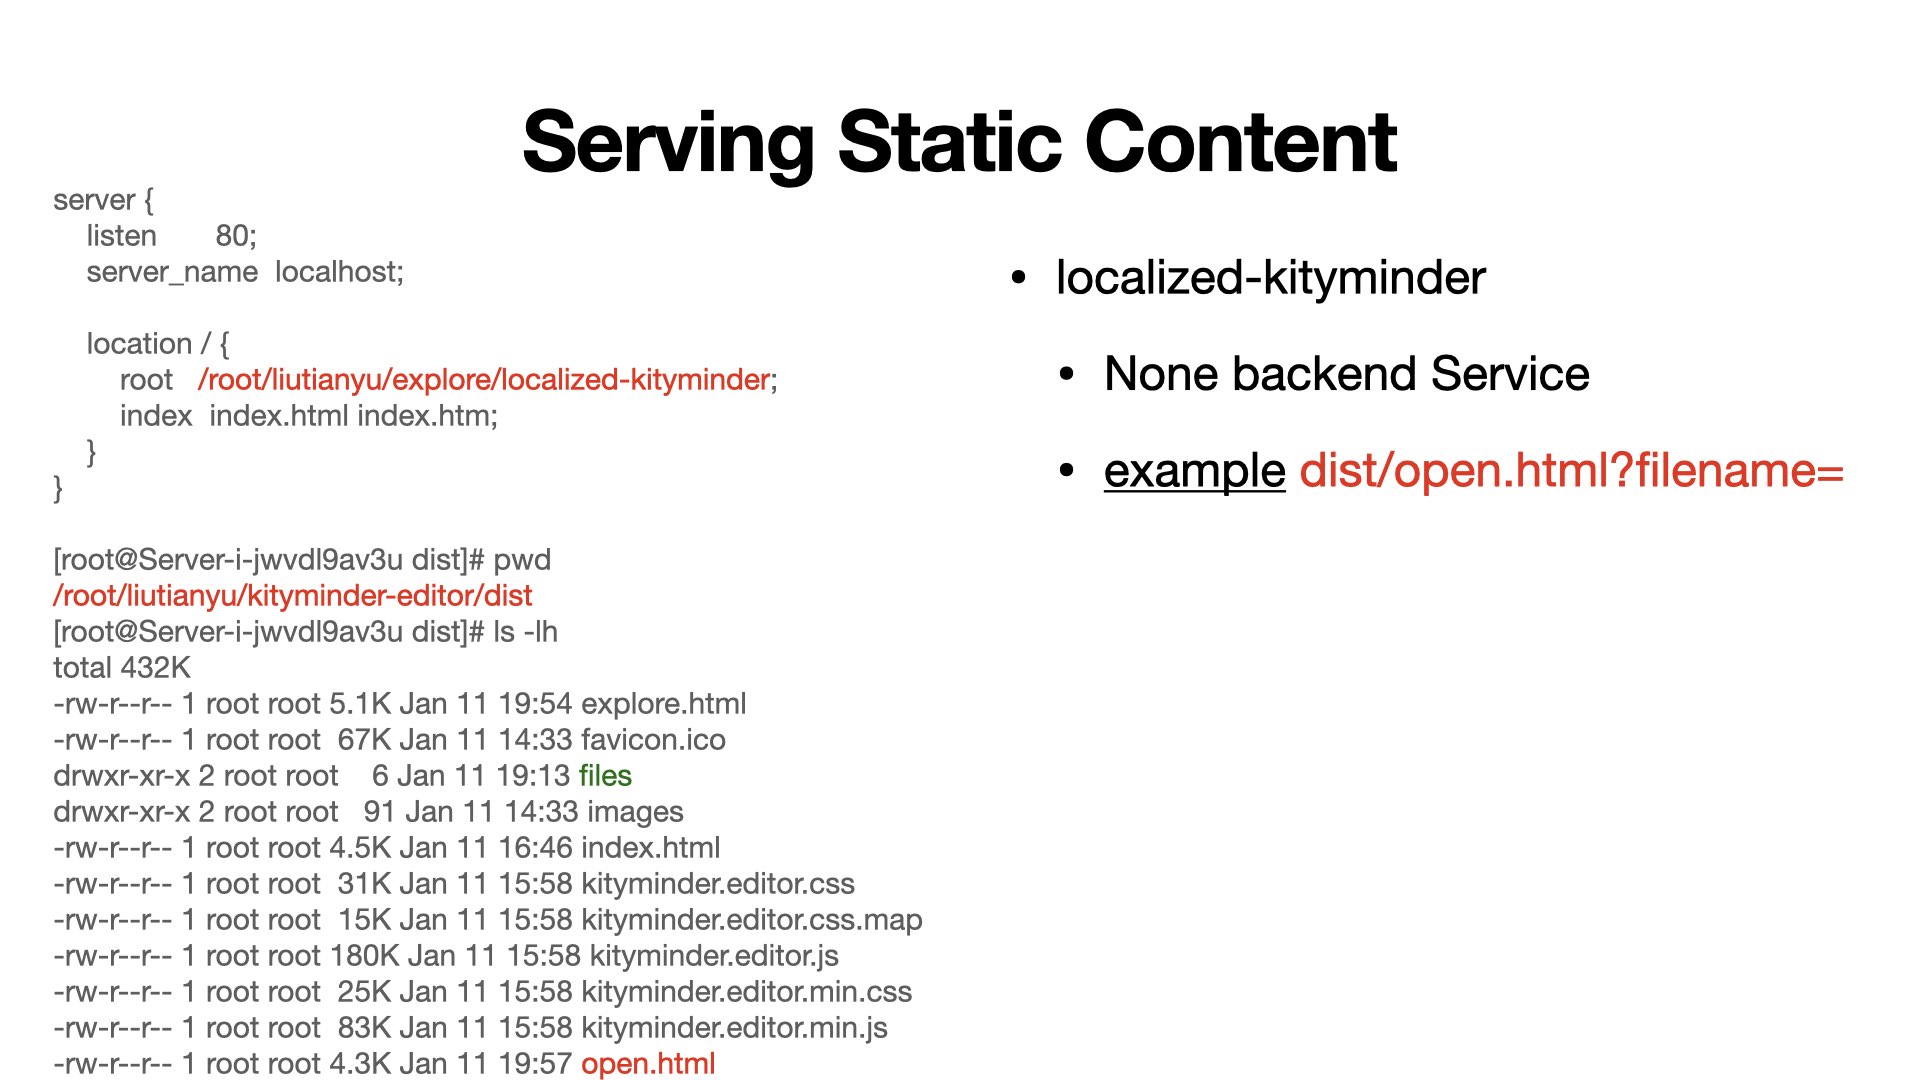 Serving Static Content
server {
listen 80;
server_name localhost;
location / {
root /root/liutianyu/explore/localized-kityminder;
index index.html index.htm;
}
}
[root@Server-i-jwvdl9av3u dist]# pwd
/root/liutianyu/kityminder-editor/dist
[root@Server-i-jwvdl9av3u dist]# ls -lh
total 432K
-rw-r--r-- 1 root root 5.1K Jan 11 19:54 explore.html
-rw-r--r-- 1 root root 67K Jan 11 14:33 favicon.ico
drwxr-xr-x 2 root root 6 Jan 11 19:13 files
drwxr-xr-x 2 root root 91 Jan 11 14:33 images
-rw-r--r-- 1 root root 4.5K Jan 11 16:46 index.html
-rw-r--r-- 1 root root 31K Jan 11 15:58 kityminder.editor.css
-rw-r--r-- 1 root root 15K Jan 11 15:58 kityminder.editor.css.map
-rw-r--r-- 1 root root 180K Jan 11 15:58 kityminder.editor.js
-rw-r--r-- 1 root root 25K Jan 11 15:58 kityminder.editor.min.css
-rw-r--r-- 1 root root 83K Jan 11 15:58 kityminder.editor.min.js
-rw-r--r-- 1 root root 4.3K Jan 11 19:57 open.html
• localized-kityminder
• None backend Service
• example dist/open.html?filename=